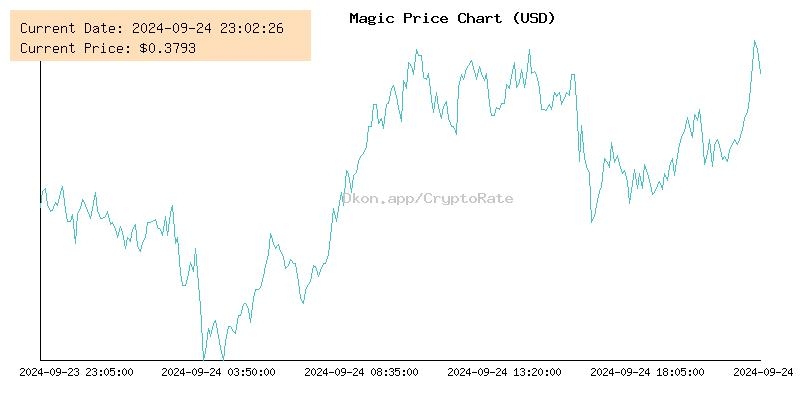 Magic Price Chart (USD)
Current Date: 2024-09-24 23:02:26
Current Price: $0.3793
Dkon.app/CryptoRate
2024-09-23 23:05:00 2024-09-24 03:50:00 2024-09-24 08:35:00 2024-09-24 13:20:00 2024-09-24 18:05:00 2024-09-24